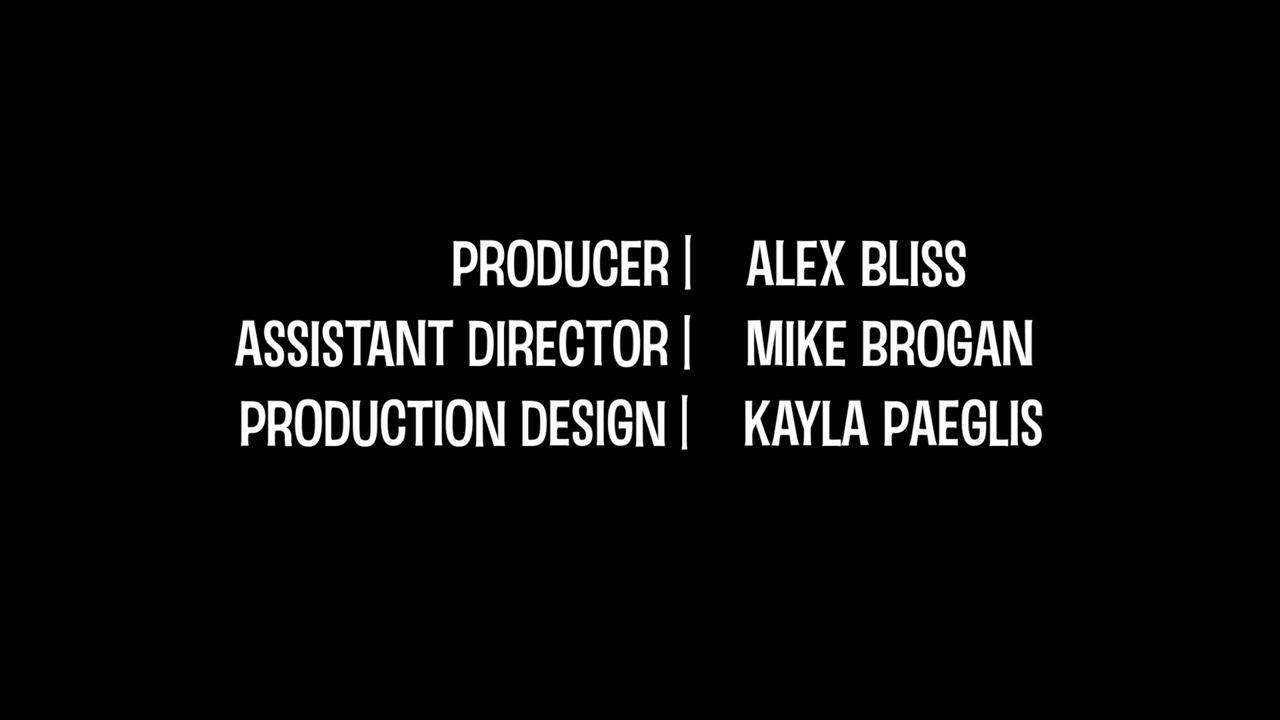 PRODUCER | ALEX BLISS
ASSISTANT DIRECTOR | MIKE BROGAN
PRODUCTION DESIGN | KAYLA PAEGLIS